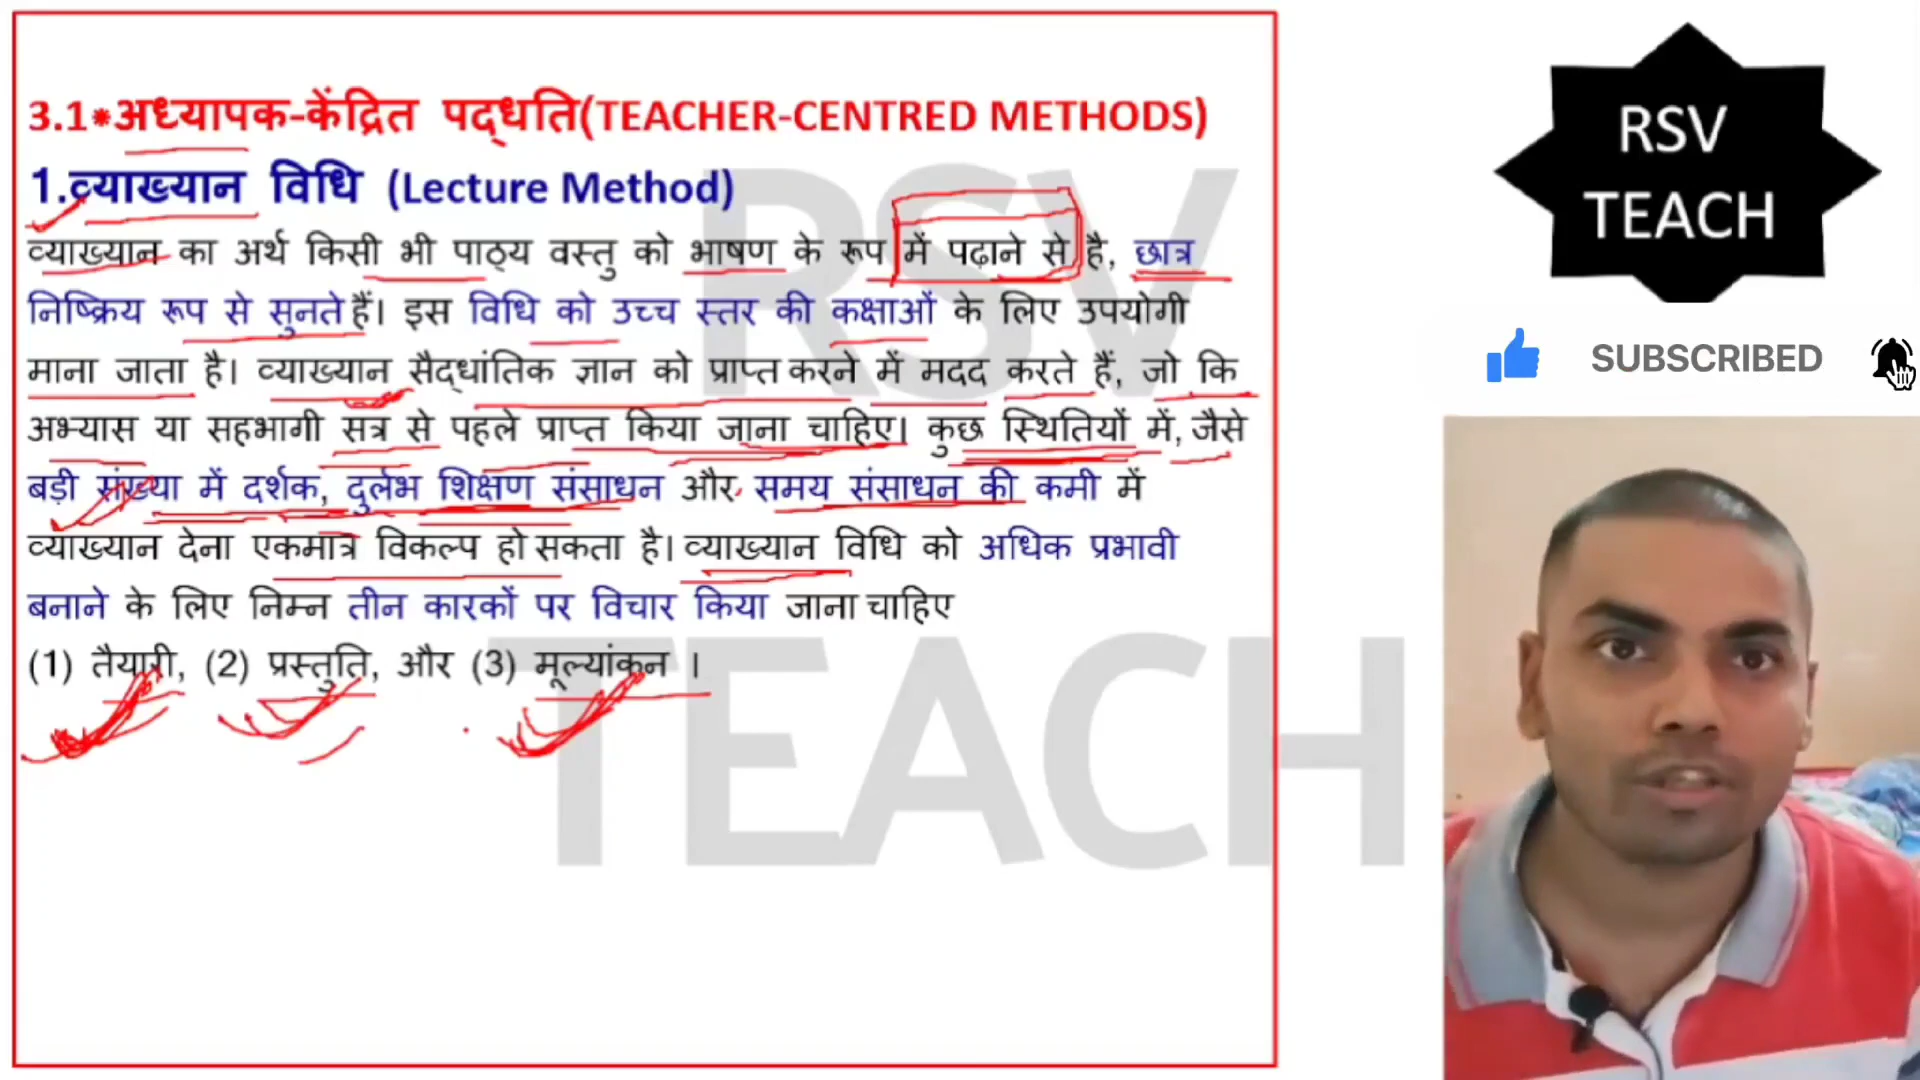 3.1*अध्यापक-केंद्रित पद्धति(TEACHER-CENTRED METHODS)
1.व्याख्यान विधि (Lecture Method)
व्याख्यान का अर्थ किसी भी पाठ्य वस्तु को भाषण के रूप में पढ़ाने से है, छात्र
निष्क्रिय रूप से सुनते हैं। इस विधि को उच्च स्तर की कक्षाओं के लिए उपयोगी
माना जाता है। व्याख्यान सैद्धांतिक ज्ञान को प्राप्त करने में मदद करते हैं, जो कि
अभ्यास या सहभागी सत्र से पहले प्राप्त किया जाना चाहिए। कुछ स्थितियों में, जैसे
बड़ी संख्या में दर्शक, दुर्लभ शिक्षण संसाधन और समय संसाधन की कमी में
व्याख्यान देना एकमात्र विकल्प हो सकता है। व्याख्यान विधि को अधिक प्रभावी
बनाने के लिए निम्न तीन कारकों पर विचार किया जाना चाहिए
(1) तैयारी, (2) प्रस्तुति, और (3) मूल्यांकन ।
RSV
TEACH
RSV
TEACH
SUBSCRIBED